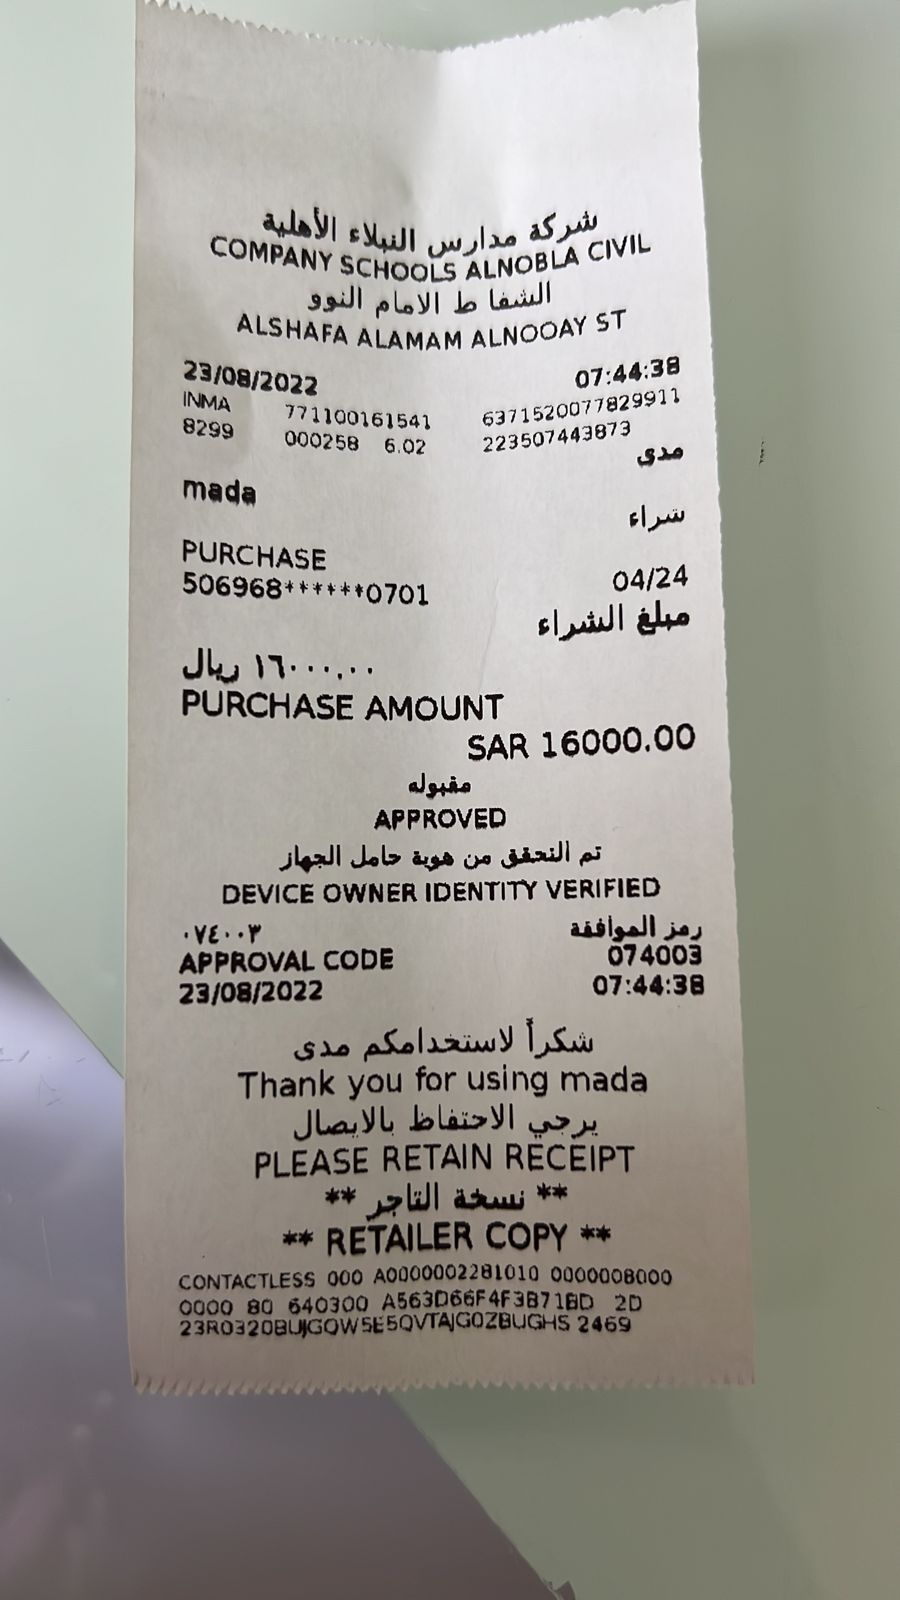 شركة مدارس النبلاء الأهلية
COMPANY SCHOOLS ALNOBLA CIVIL
الشفا ط الامام النوو
ALSHAFA ALAMAM ALNOOAY ST
23/08/2022 07:44:38
INMA 771100161541 6371520077829911
8299 000258 6.02 223507443873
مدى
mada
شراء
PURCHASE
506968******0701 04/24
مبلغ الشراء
١٦٠٠٠,٠٠ ريال
PURCHASE AMOUNT
SAR 16000.00
مقبوله
APPROVED
تم التحقق من هوية حامل الجهاز
DEVICE OWNER IDENTITY VERIFIED
رمز الموافقة ٠٧٤٠٠٣
APPROVAL CODE 074003
23/08/2022 07:44:38
شكراً لاستخدامكم مدى
Thank you for using mada
يرجي الاحتفاظ بالايصال
PLEASE RETAIN RECEIPT
** نسخة التاجر **
** RETAILER COPY **
CONTACTLESS 000 A0000002281010 0000008000
0000 80 640300 A563D66F4F3B71BD 2D
23R0320BUJGOW5E5QVTAJG0ZBUGHS 2469